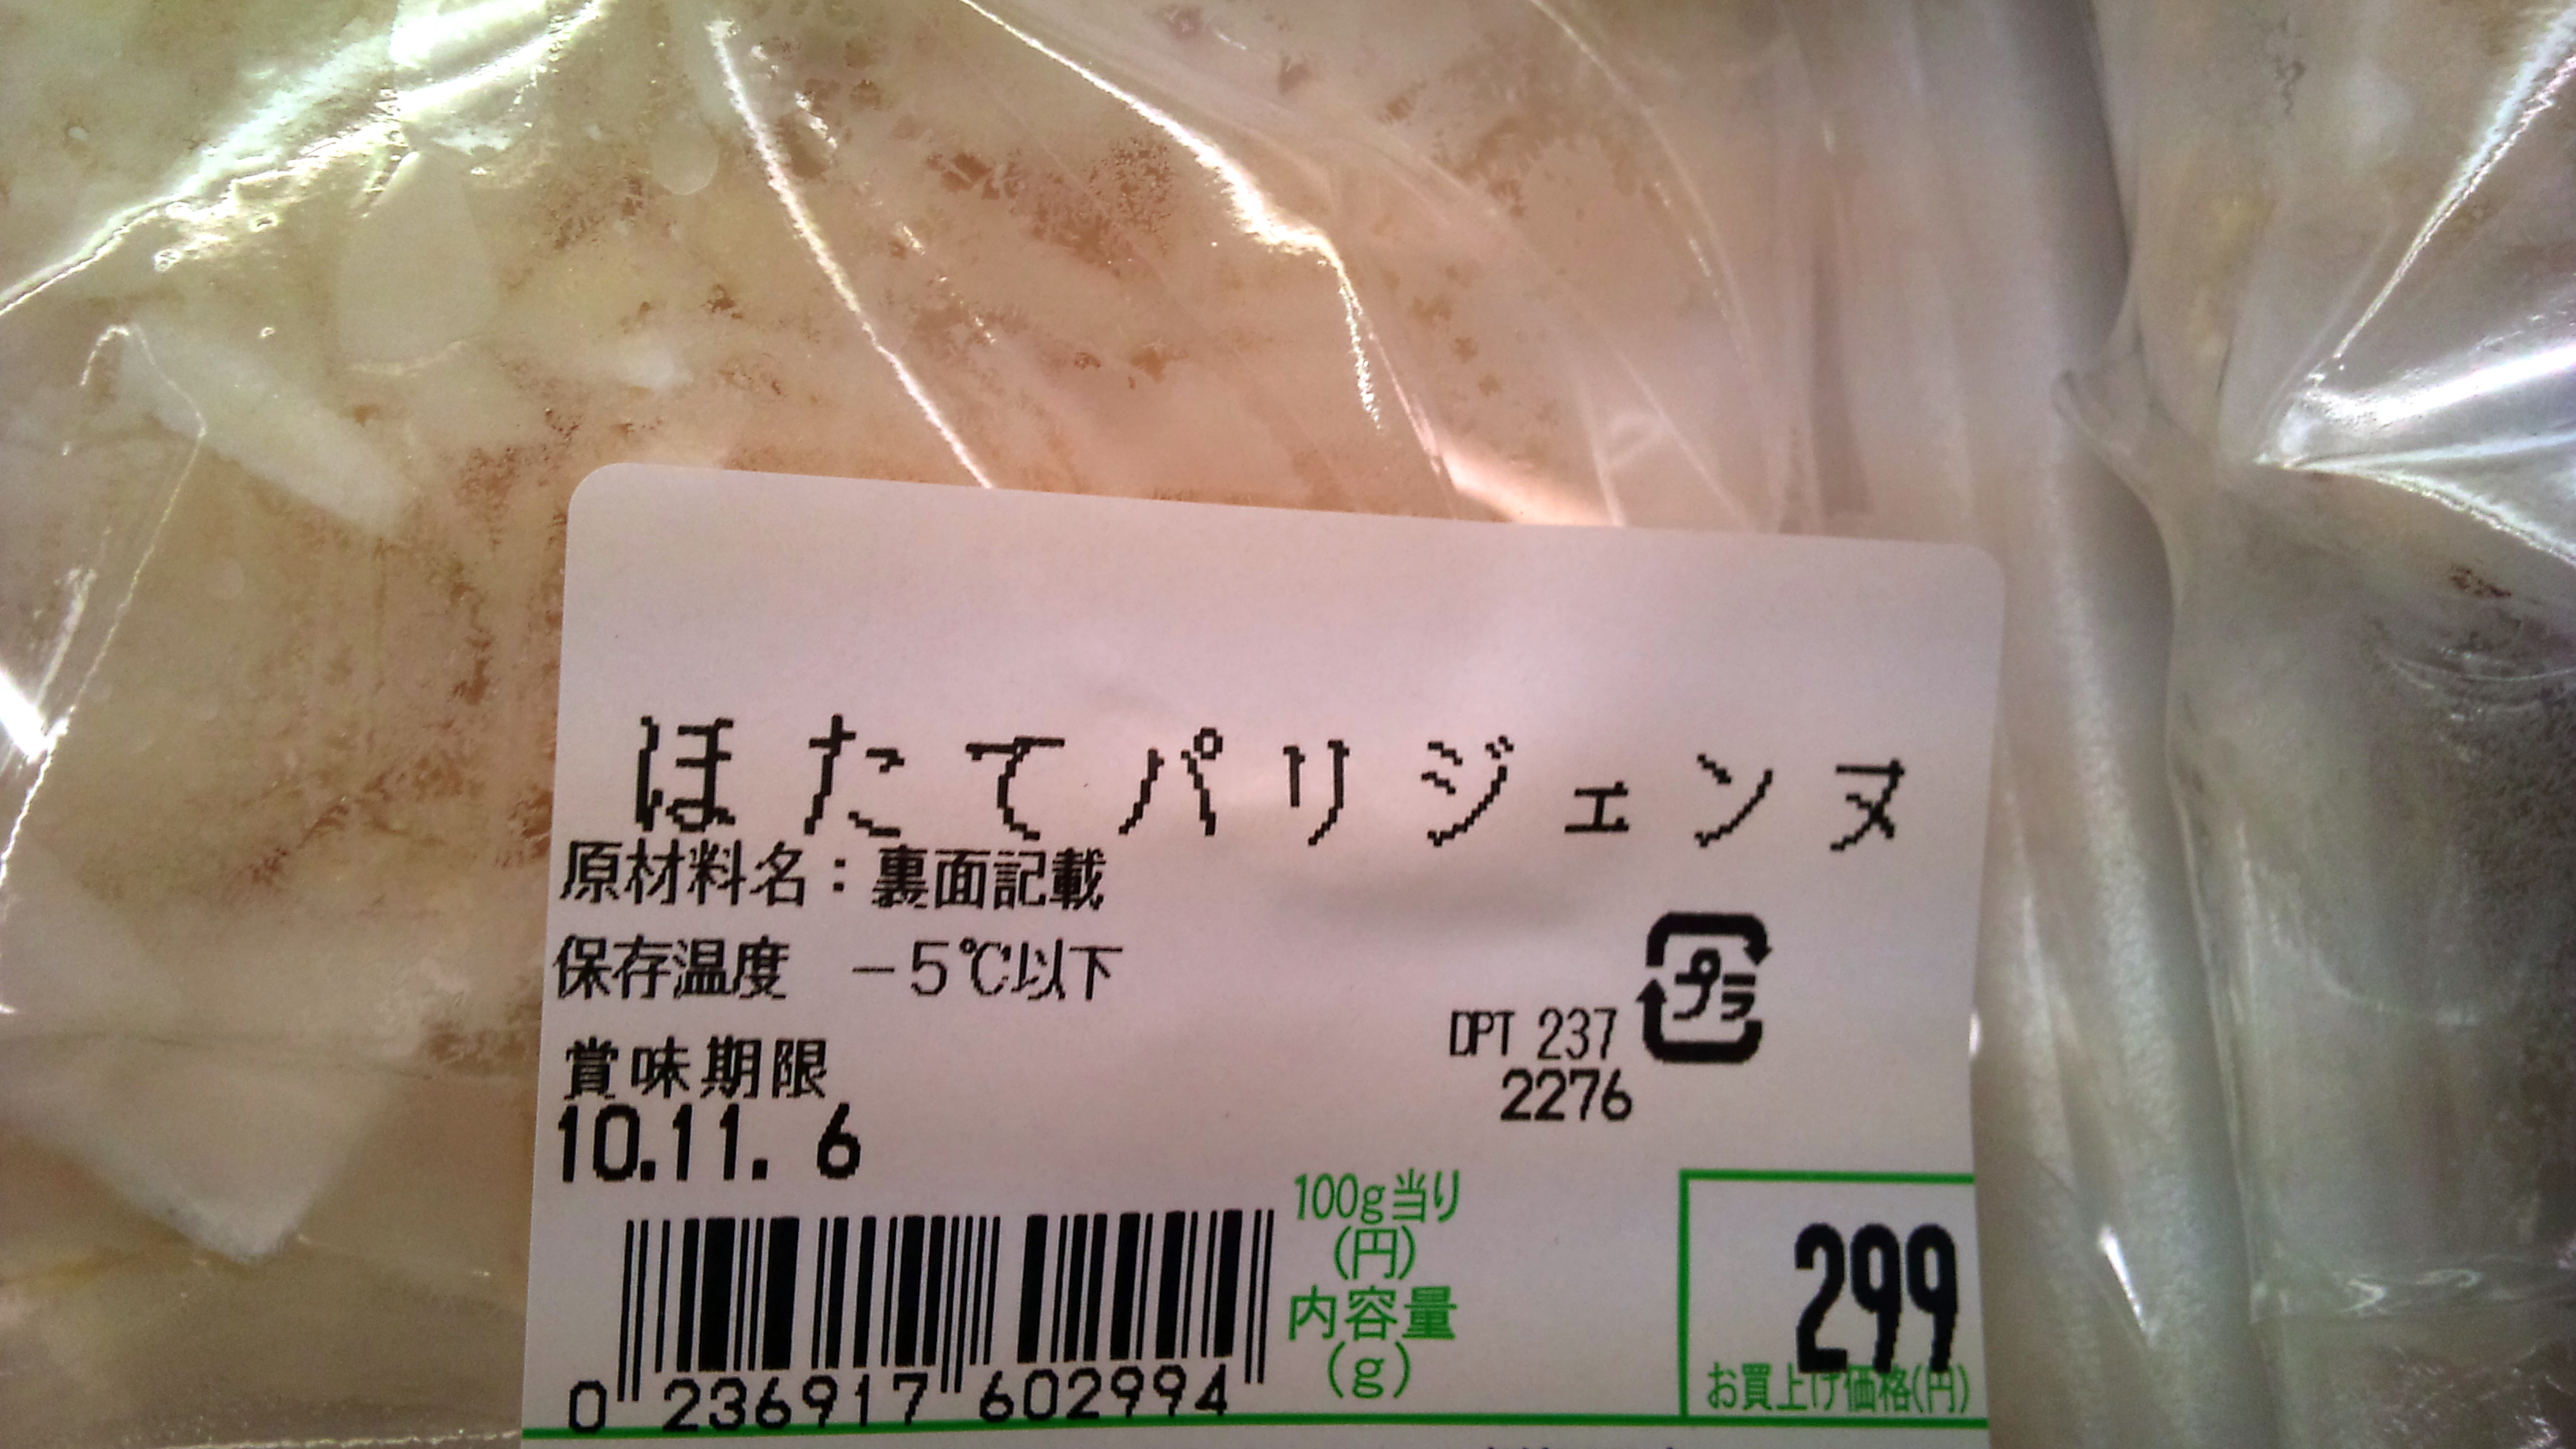 ほたてパリジェンヌ
原材料名：裏面記載
保存温度 －5℃以下
プラ
DPT 237
2276
賞味期限
10.11. 6
100g当り
(円)
内容量
(g)
299
お買上げ価格(円)
0 236917 602994